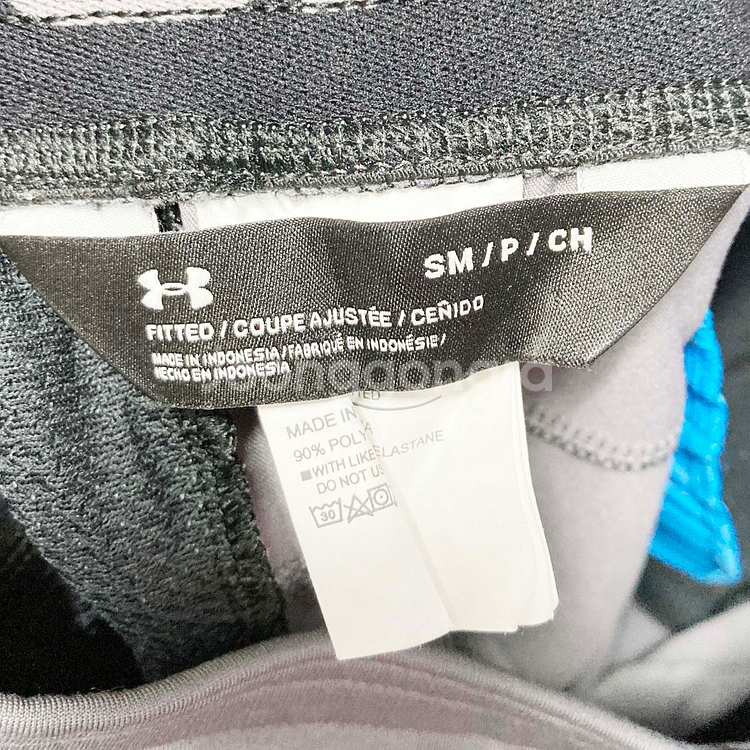 SM / P / CH
FITTED / COUPE AJUSTÉE / CEÑIDO
MADE IN INDONESIA / FABRIQUÉ EN INDONÉSIE /
HECHO EN INDONESIA
MADE IN
90% POLY
ELASTANE
WITH LIKE
DO NOT US
30